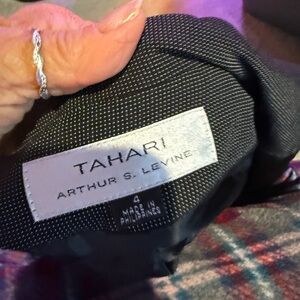 TAHARI
ARTHUR S. LEVINE
4
MADE IN
PHILIPPINES